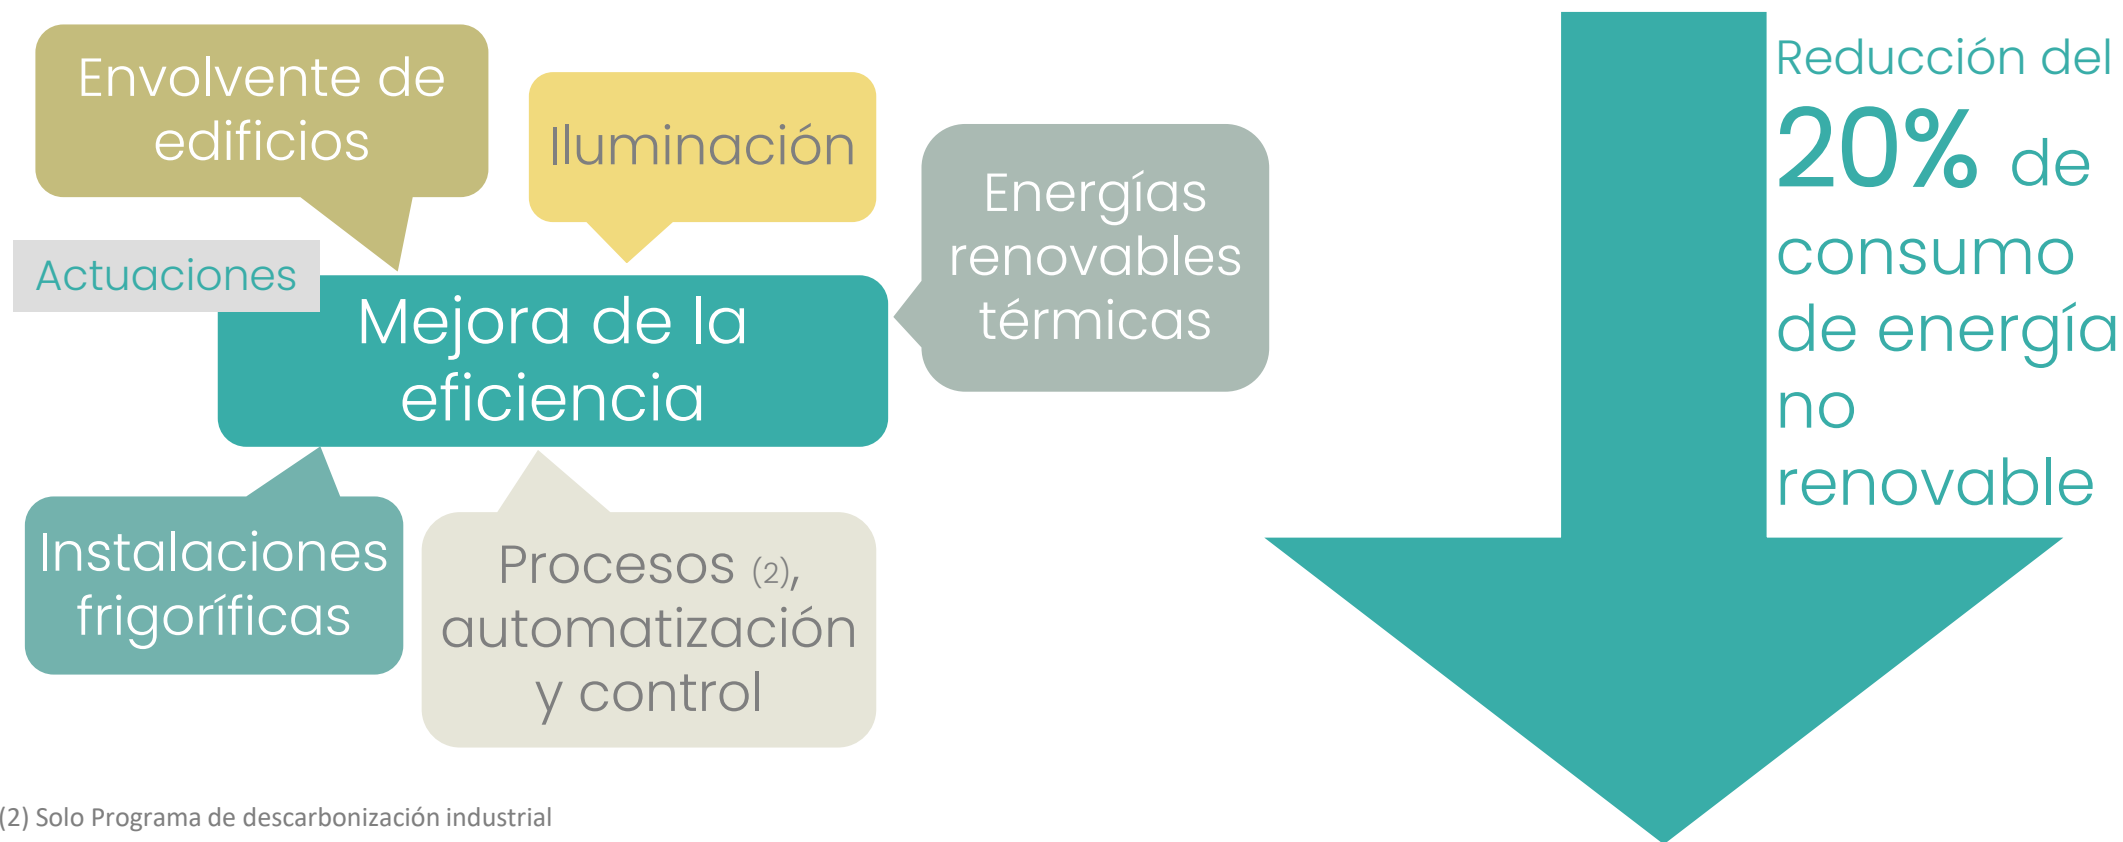 Envolvente de
edificios
Iluminación
Energías
renovables
térmicas
Actuaciones
Mejora de la
eficiencia
Instalaciones
frigoríficas
Procesos (2),
automatización
y control
Reducción del
20% de
consumo
de energía
no
renovable
(2) Solo Programa de descarbonización industrial